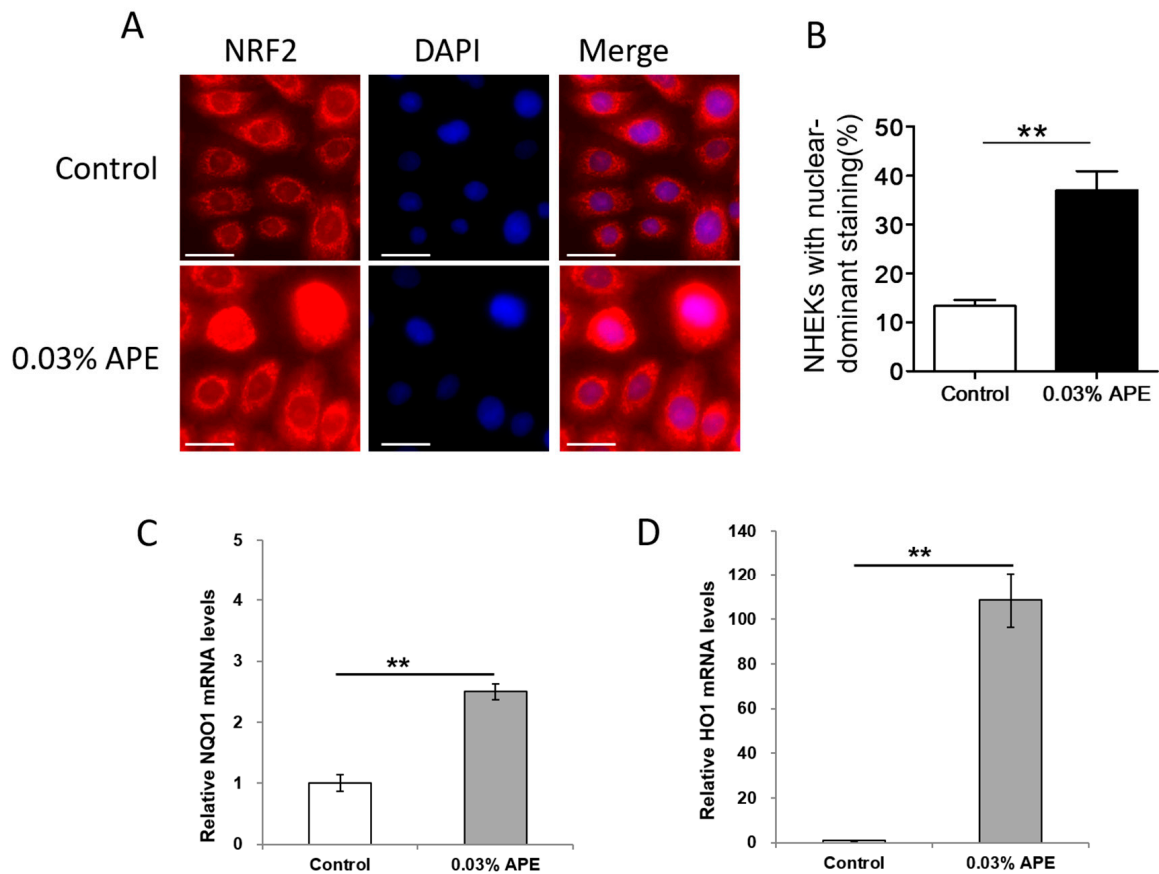 A
NRF2 DAPI Merge
Control
0.03% APE
B
NHEKs with nuclear-
dominant staining(%)
50
40
30
20
10
0
**
Control 0.03% APE
C
Relative NQO1 mRNA levels
5
4
3
2
1
0
**
Control 0.03% APE
D
Relative HO1 mRNA levels
140
120
100
80
60
40
20
0
**
Control 0.03% APE